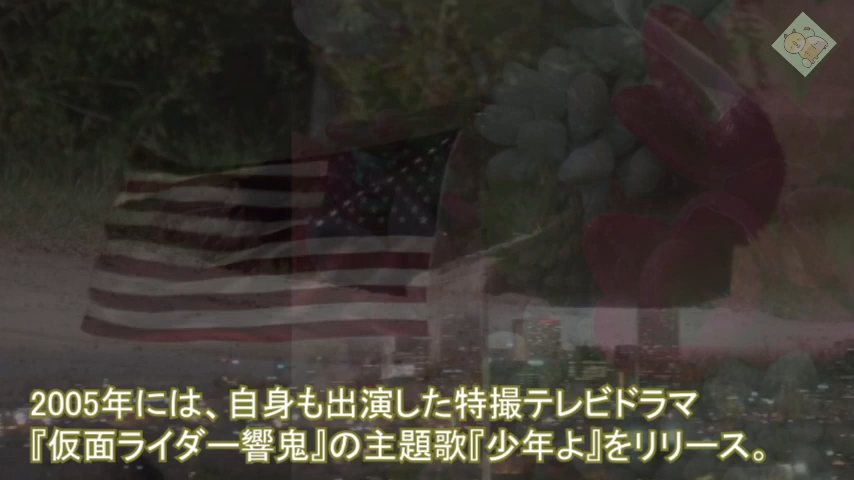 2005年には、自身も出演した特撮テレビドラマ
『仮面ライダー響鬼』の主題歌『少年よ』をリリース。